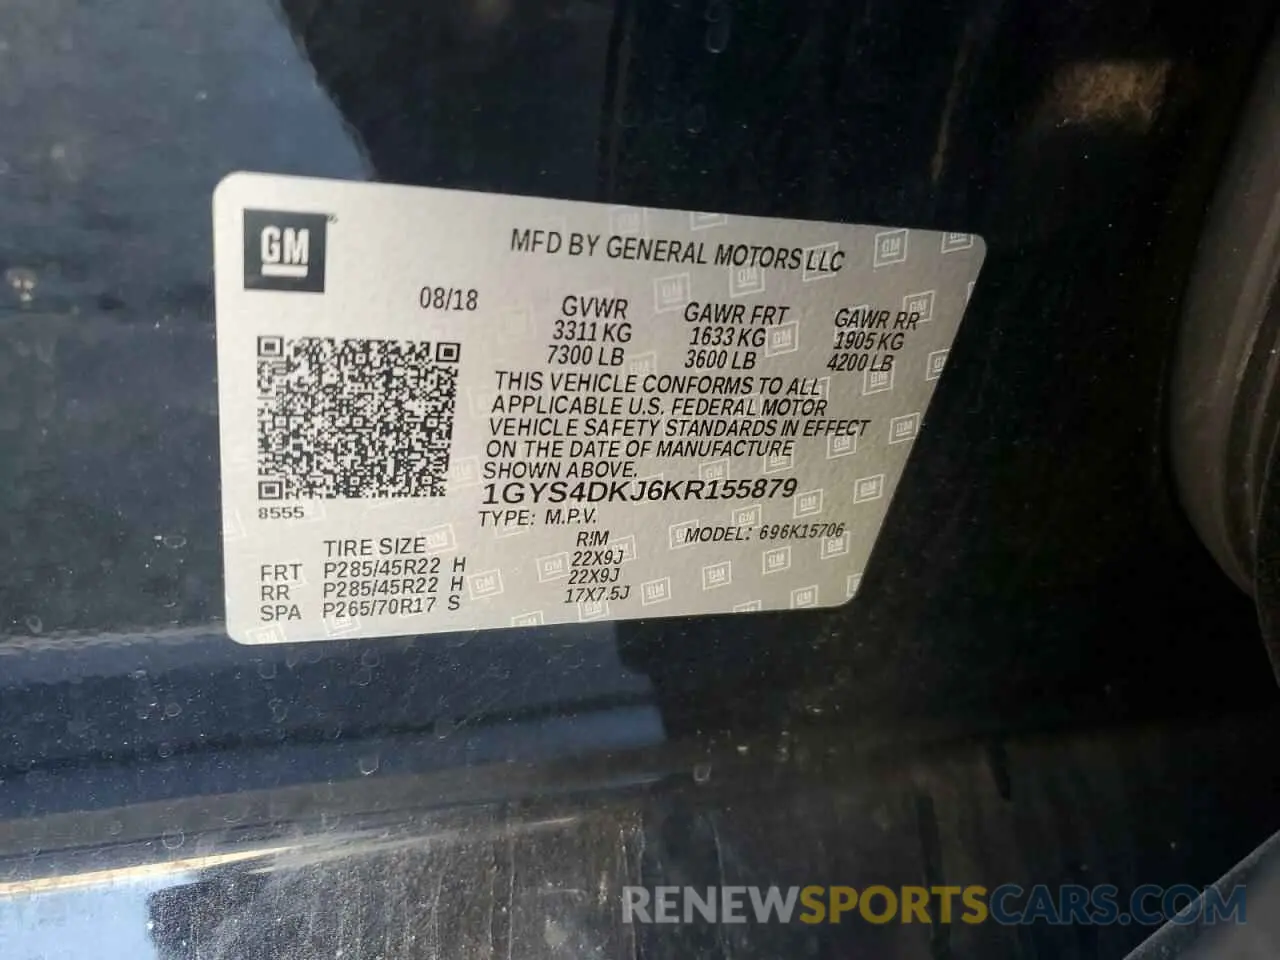 GM
MFD BY GENERAL MOTORS LLC
08/18
GVWR GAWR FRT GAWR RR
3311 KG 1633 KG 1905 KG
7300 LB 3600 LB 4200 LB
THIS VEHICLE CONFORMS TO ALL
APPLICABLE U.S. FEDERAL MOTOR
VEHICLE SAFETY STANDARDS IN EFFECT
ON THE DATE OF MANUFACTURE
SHOWN ABOVE.
1GYS4DKJ6KR155879
8555
TYPE: M.P.V. MODEL: 696K15706
TIRE SIZE RIM
FRT P285/45R22 H 22X9J
RR P285/45R22 H 22X9J
SPA P265/70R17 S 17X7.5J
RENEWSPORTSCARS.COM